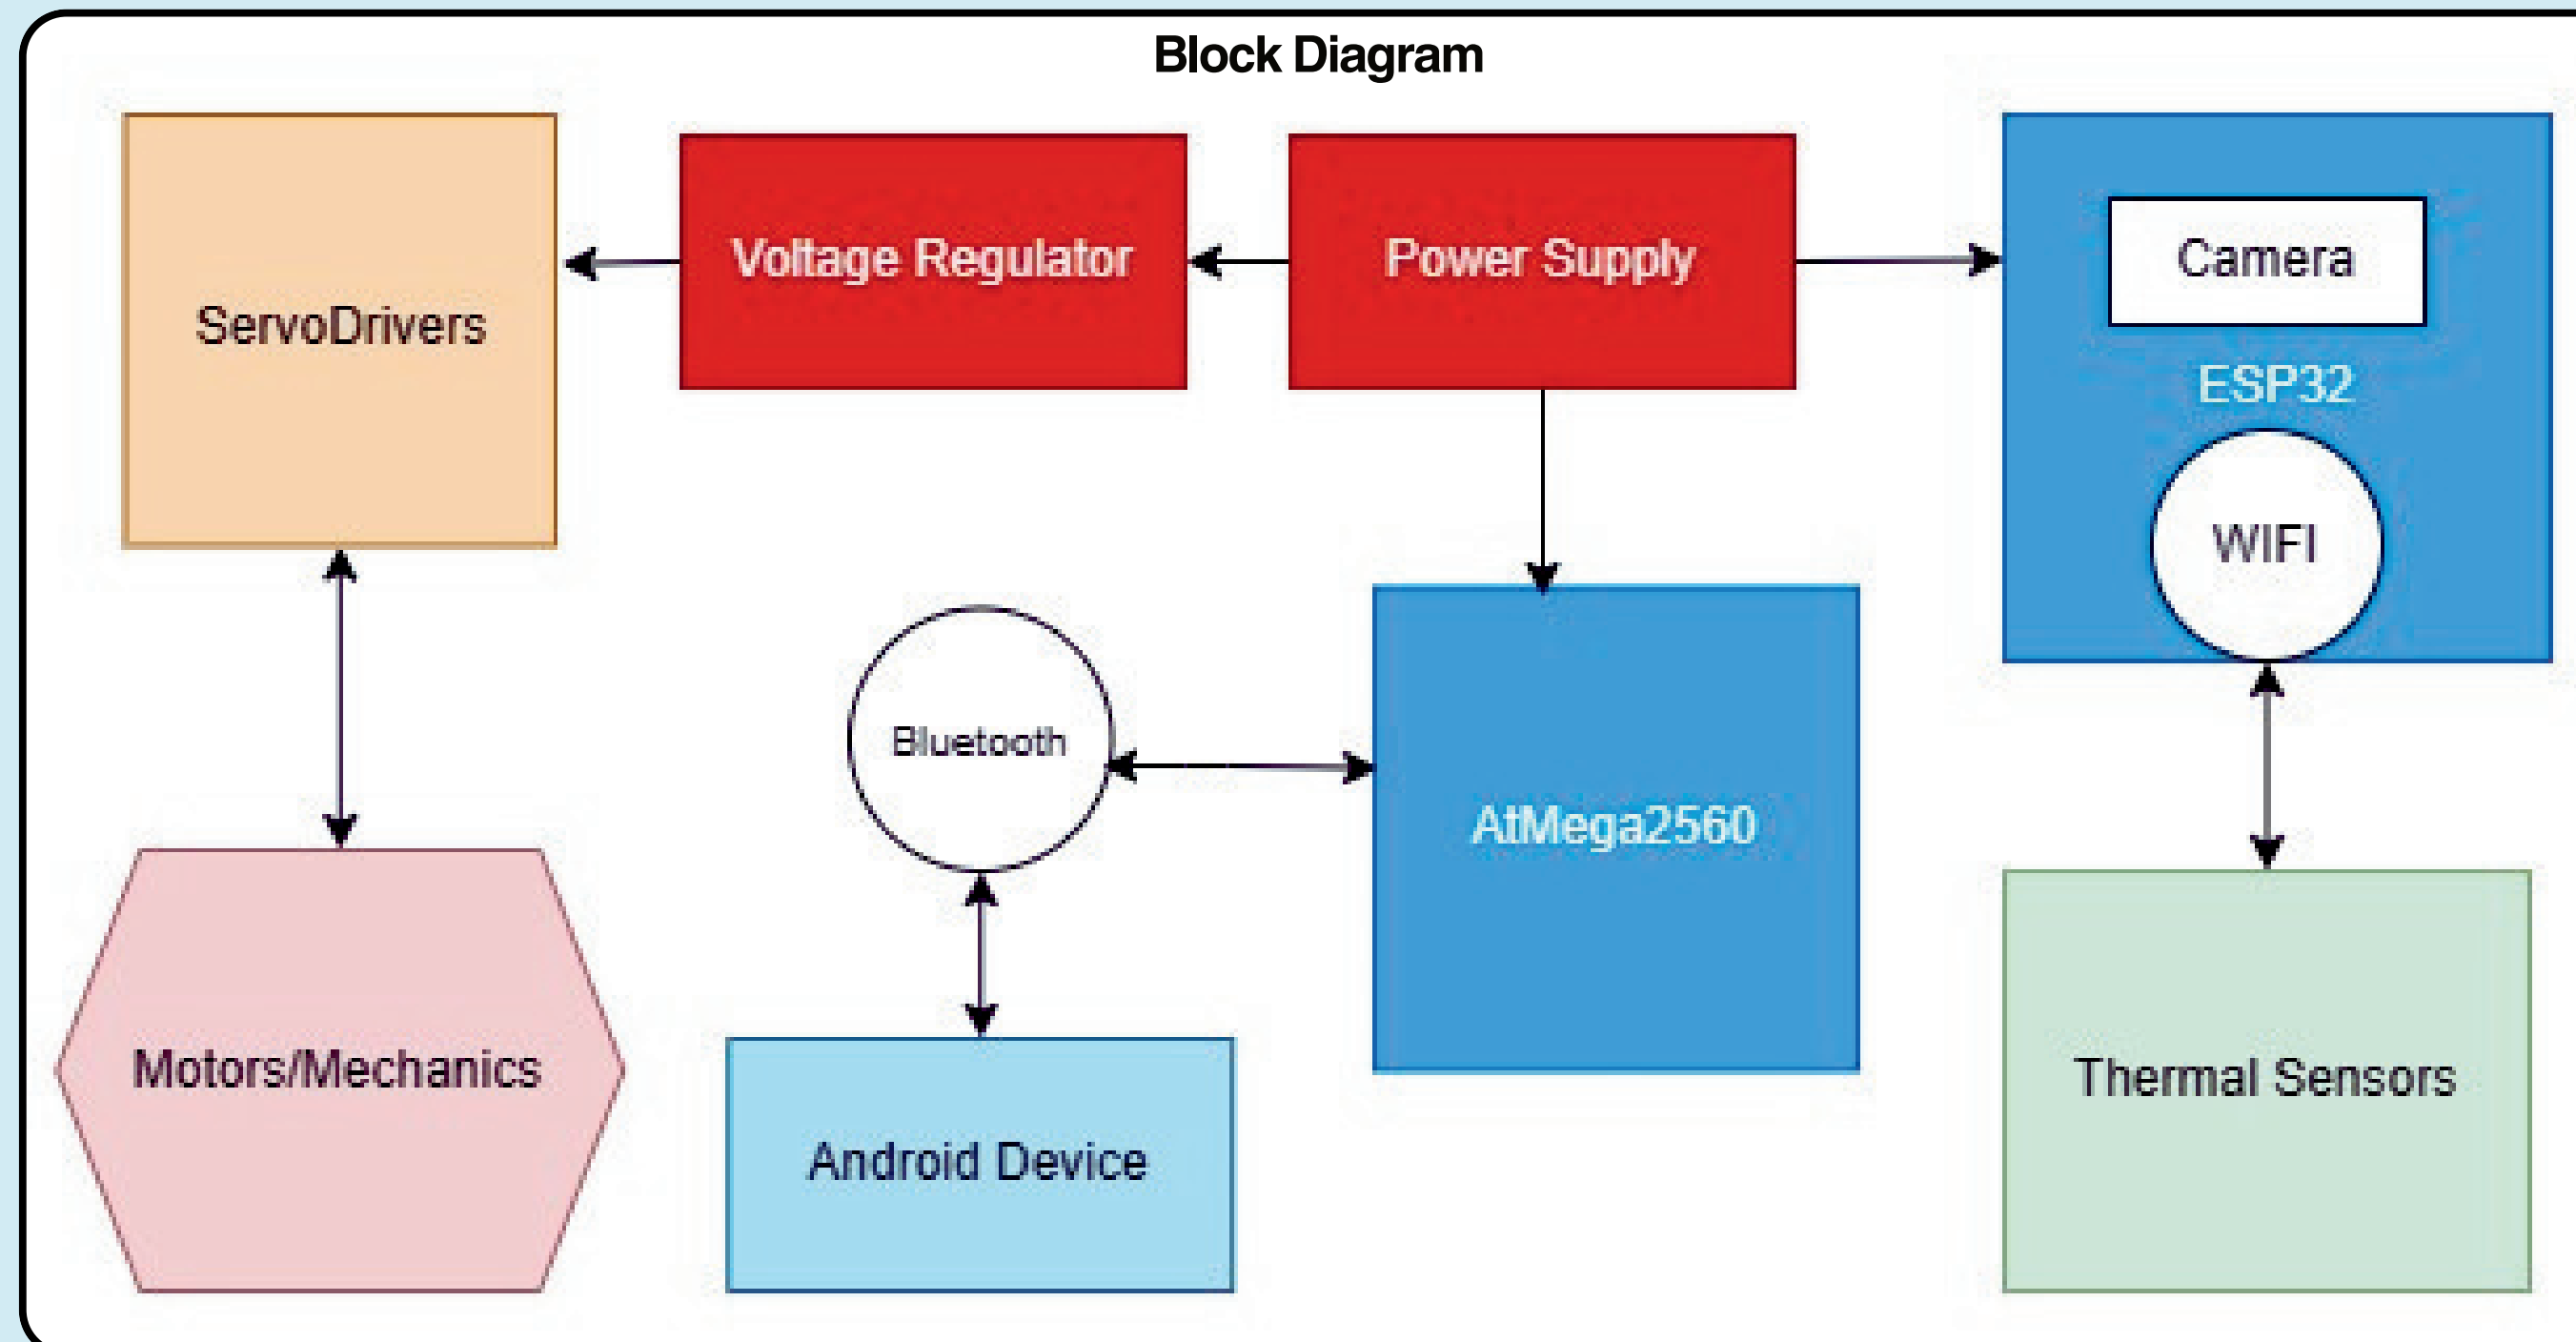 Block Diagram
ServoDrivers
Voltage Regulator
Power Supply
Camera
ESP32
WIFI
Bluetooth
AtMega2560
Motors/Mechanics
Android Device
Thermal Sensors